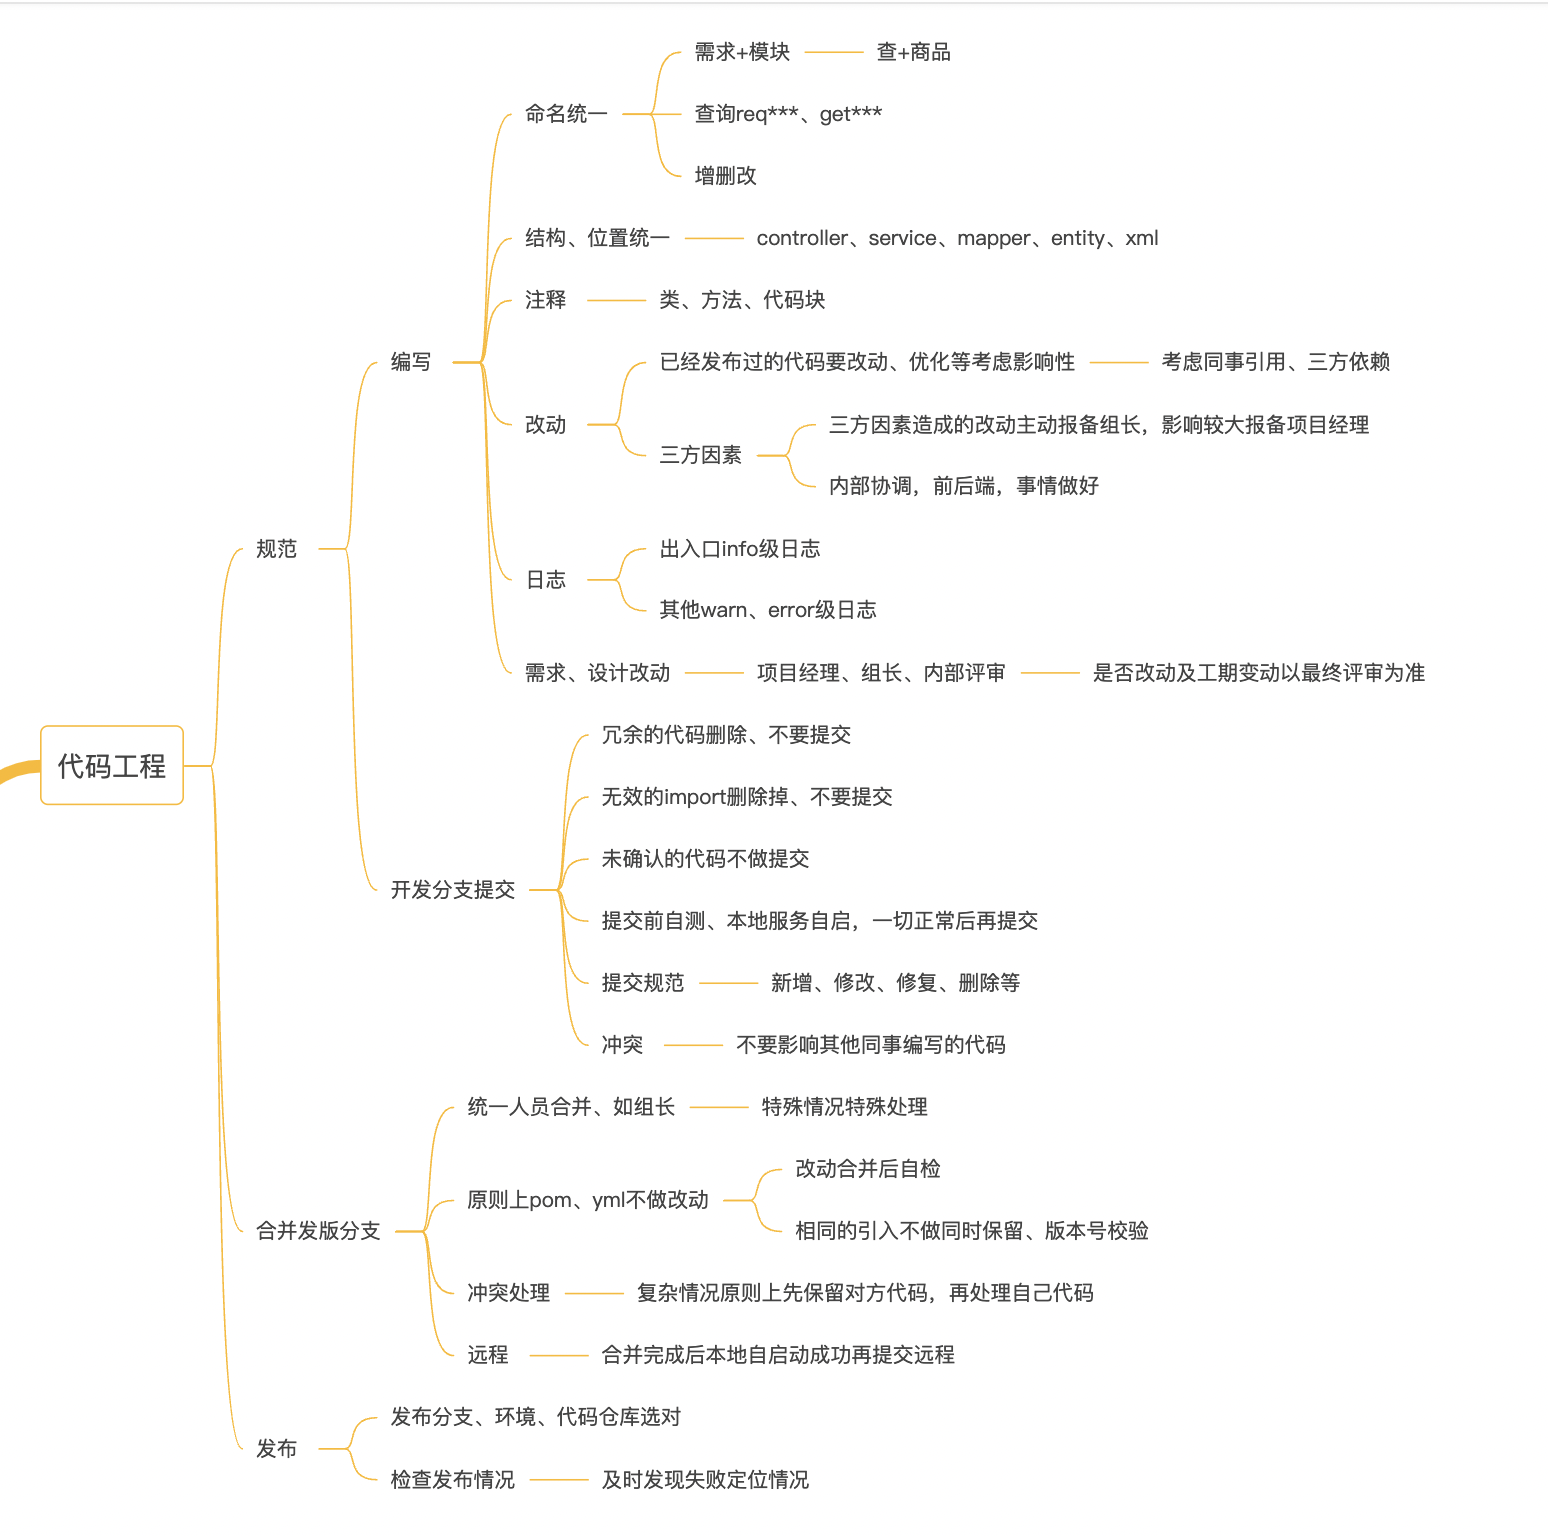 需求+模块
查+商品
命名统一
查询req***、get***
增删改
结构、位置统一
controller、service、mapper、entity、xml
注释
类、方法、代码块
编写
已经发布过的代码要改动、优化等考虑影响性
考虑同事引用、三方依赖
改动
三方因素造成的改动主动报备组长，影响较大报备项目经理
三方因素
内部协调，前后端，事情做好
规范
出入口info级日志
日志
其他warn、error级日志
需求、设计改动
项目经理、组长、内部评审
是否改动及工期变动以最终评审为准
冗余的代码删除、不要提交
代码工程
无效的import删除掉、不要提交
未确认的代码不做提交
开发分支提交
提交前自测、本地服务自启，一切正常后再提交
提交规范
新增、修改、修复、删除等
冲突
不要影响其他同事编写的代码
统一人员合并、如组长
特殊情况特殊处理
改动合并后自检
原则上pom、yml不做改动
合并发版分支
相同的引入不做同时保留、版本号校验
冲突处理
复杂情况原则上先保留对方代码，再处理自己代码
远程
合并完成后本地自启动成功再提交远程
发布分支、环境、代码仓库选对
发布
检查发布情况
及时发现失败定位情况